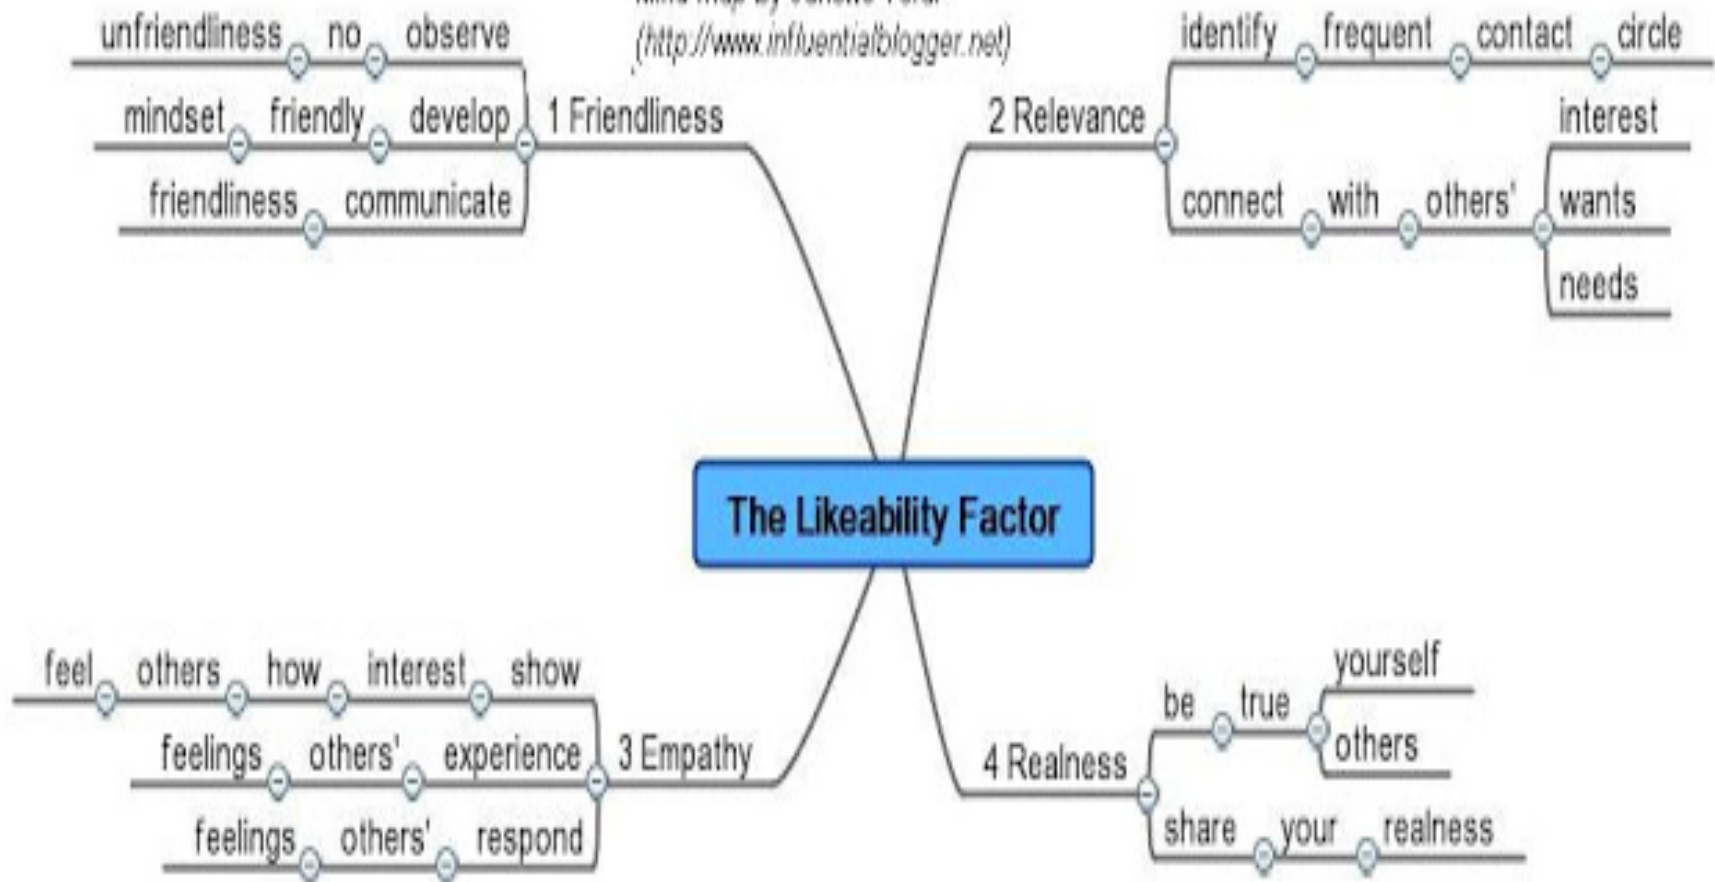 (http://www.influentialblogger.net)
1 Friendliness
unfriendliness no observe
mindset friendly develop
friendliness communicate
2 Relevance
identify frequent contact circle
connect with others'
interest
wants
needs
The Likeability Factor
3 Empathy
feel others how interest show
feelings others' experience
feelings others' respond
4 Realness
be true
yourself
others
share your realness